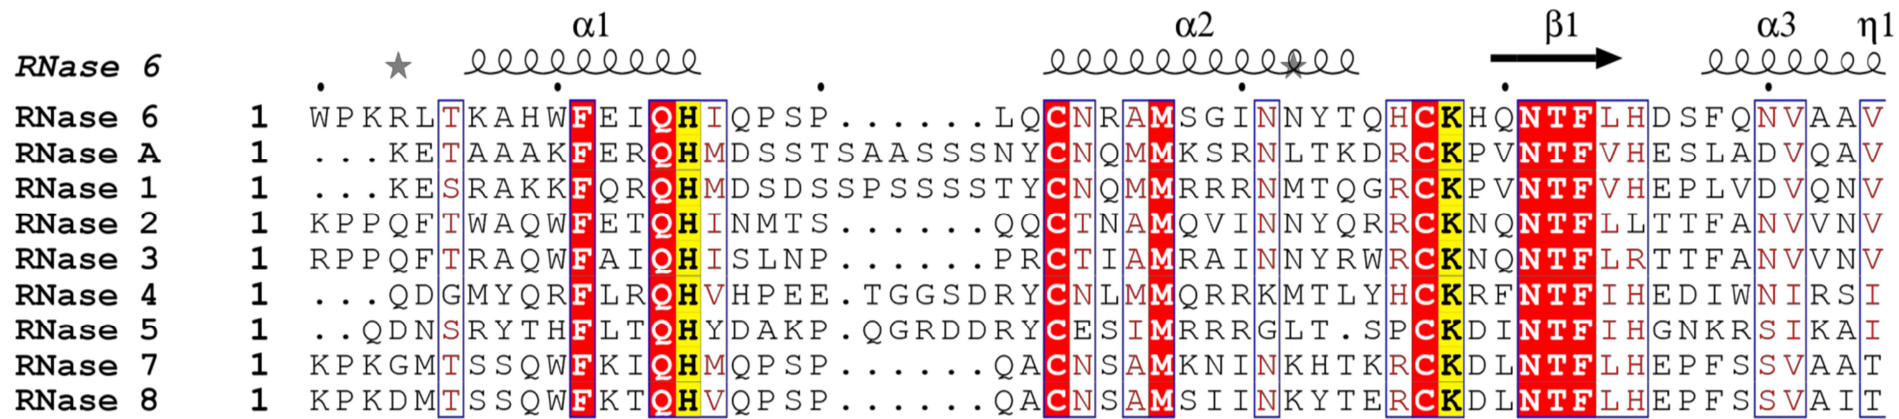 α1 α2 β1 α3 η1
RNase 6
RNase 6 1 WPKRLTKAHWFEIQHIQPSP......LQCNRAMSGINNYTQHCKHQNTFLHDSFQNVAAV
RNase A 1 ...KETAAAKFERQHMDSSTSAASSSNYCNQMMKSRNLTKDRCKPVNTFVHESLADVQAV
RNase 1 1 ...KESRAKKFQRQHMDSDSSPSSSSTYCNQMMRRRNMTQGRCKPVNTFVHEPLVDVQNV
RNase 2 1 KPPQFTWAQWFETQHINMTS......QQCTNAMQVINNYQRRCKNQNTFLLTTFANVVNV
RNase 3 1 RPPQFTRAQWFAIQHISLNP......PRCTIAMRAINNYRWRCKNQNTFLRTTFANVVNV
RNase 4 1 ...QDGMYQRFLRQHVHPEE.TGGSDRYCNLMMQRRKMTLYHCKRFNTFIHEDIWNIRSI
RNase 5 1 ..QDNSRYTHFLTQHYDAKP.QGRDDRYCESIMRRRGLT.SPCKDINTFIHGNKRSIKAI
RNase 7 1 KPKGMTSSQWFKIQHMQPSP......QACNSAMKNINKHTKRCKDLNTFLHEPFSSVAAT
RNase 8 1 KPKDMTSSQWFKTQHVQPSP......QACNSAMSIINKYTERCKDLNTFLHEPFSSVAIT